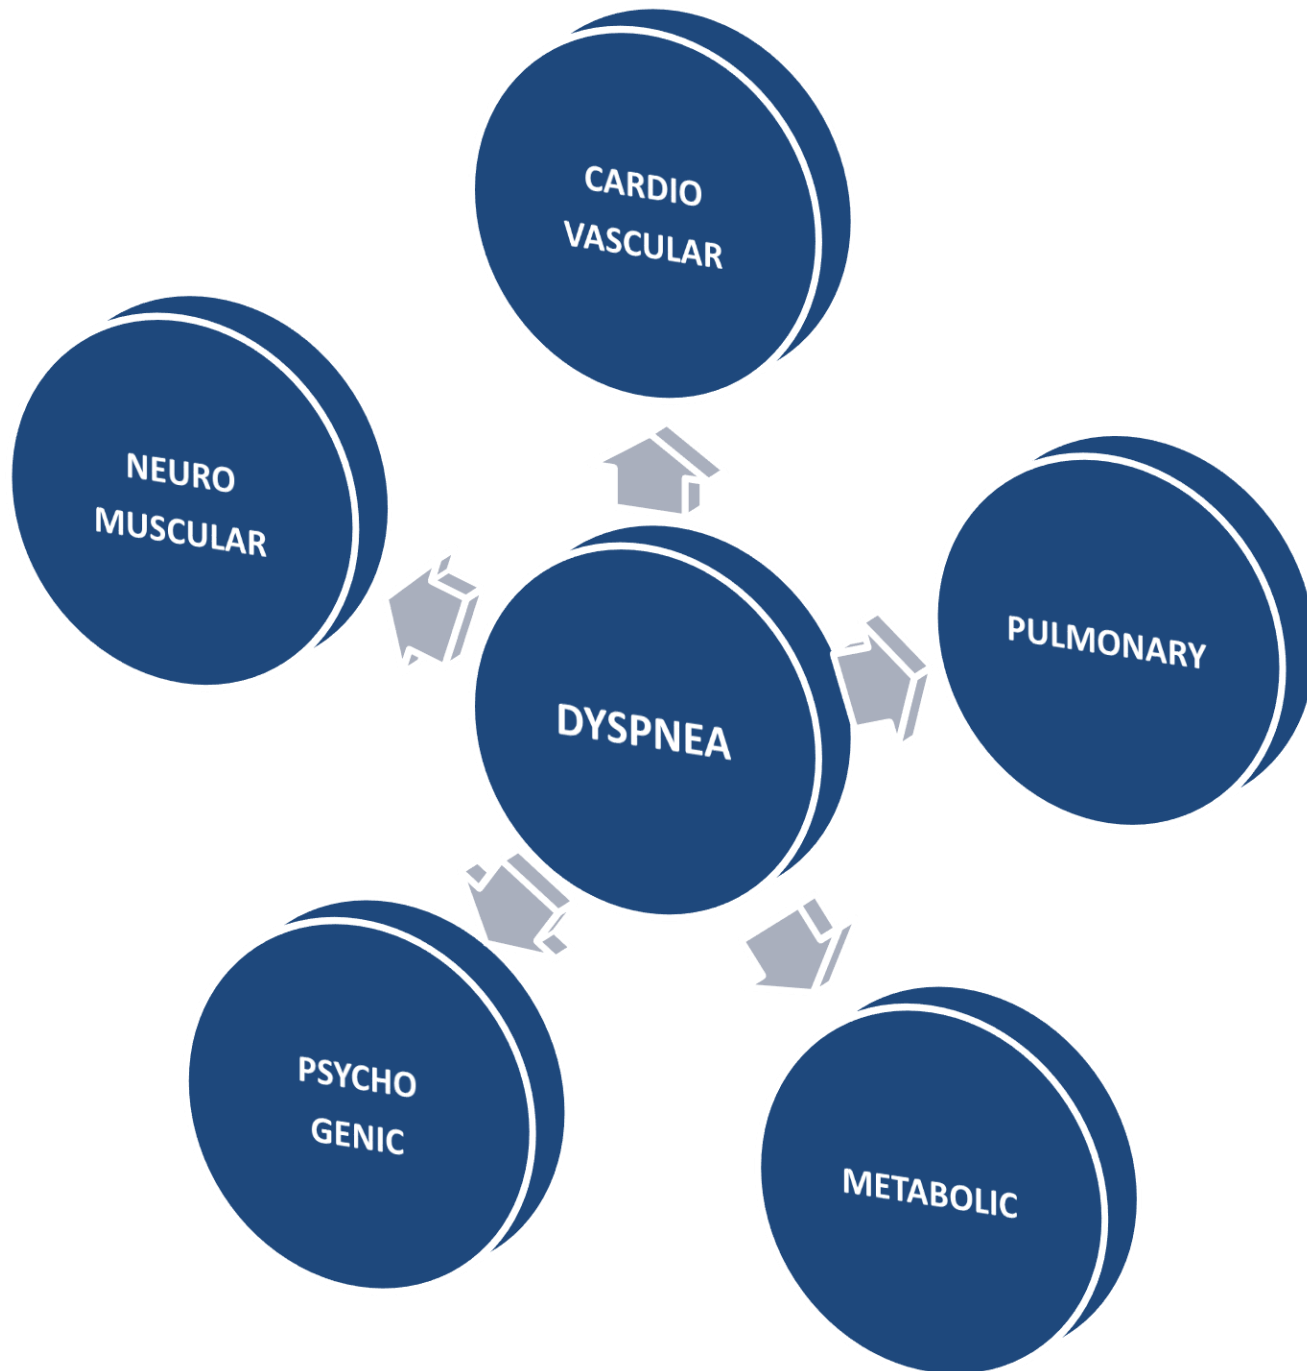 CARDIO
VASCULAR
NEURO
MUSCULAR
PULMONARY
DYSPNEA
PSYCHO
GENIC
METABOLIC